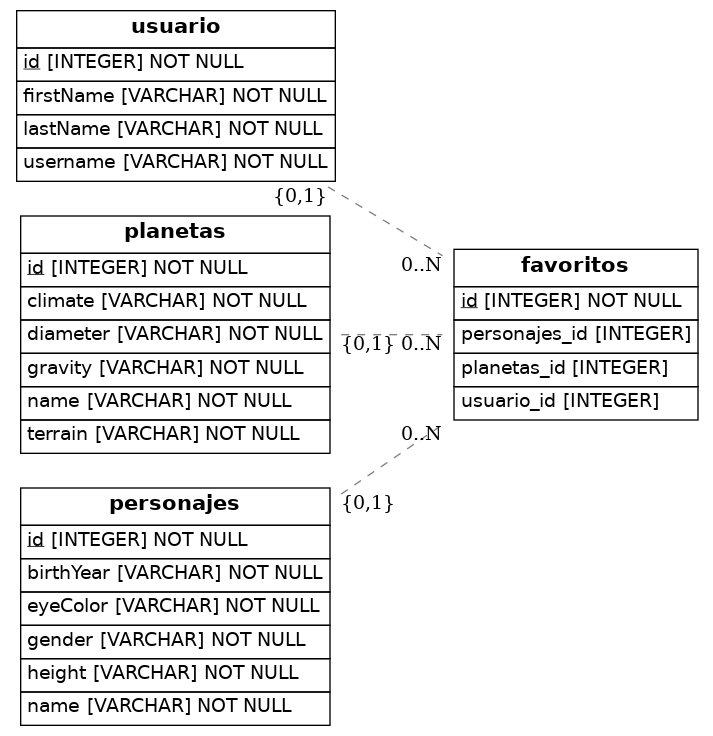 usuario
id [INTEGER] NOT NULL
firstName [VARCHAR] NOT NULL
lastName [VARCHAR] NOT NULL
username [VARCHAR] NOT NULL
{0,1}
0..N
planetas
id [INTEGER] NOT NULL
climate [VARCHAR] NOT NULL
diameter [VARCHAR] NOT NULL
gravity [VARCHAR] NOT NULL
name [VARCHAR] NOT NULL
terrain [VARCHAR] NOT NULL
{0,1} 0..N
favoritos
id [INTEGER] NOT NULL
personajes_id [INTEGER]
planetas_id [INTEGER]
usuario_id [INTEGER]
0..N
{0,1}
personajes
id [INTEGER] NOT NULL
birthYear [VARCHAR] NOT NULL
eyeColor [VARCHAR] NOT NULL
gender [VARCHAR] NOT NULL
height [VARCHAR] NOT NULL
name [VARCHAR] NOT NULL